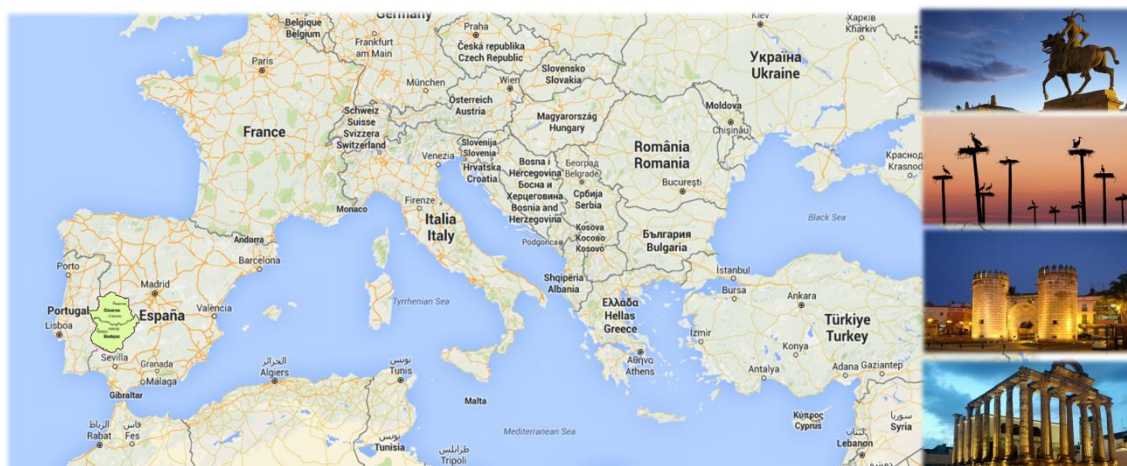 Germany
Belgique
Belgium
Frankfurt
am Main
Praha
Česká republika
Czech Republic
Київ
Kiev
Харків
Kharkiv
Paris
Slovensko
Slovakia
Україна
Ukraine
München
Wien
Österreich
Austria
Schweiz
Suisse
Svizzera
Switzerland
Magyarország
Hungary
Moldova
Chișinău
France
Slovenija
Slovenia
Hrvatska
Croatia
Venezia
Bosna i
Hercegovina
Босна и
Херцеговина
Bosnia and
Herzegovina
Београд
Belgrade
Србија
Serbia
România
Romania
București
Краснод
Krasnod
Monaco
Firenze
Italia
Italy
Kosova
Косово
Kosovo
България
Bulgaria
Podgorica
Black Sea
Andorra
Barcelona
Porto
Madrid
Portugal
España
València
Lisboa
Cáceres
Badajoz
Sevilla
Granada
Málaga
Gibraltar
Tyrrhenian Sea
Shqipëria
Albania
İstanbul
Bursa
Ankara
Ελλάδα
Hellas
Greece
Türkiye
Turkey
İzmir
Konya
Αθήνα
Athens
Antalya
Adana
Gaziantep
الجزائر
Algiers
تونس
Tunis
Malta
Κύπρος
Cyprus
سوريا
Syria
الرباط
Rabat
فاس
Fes
تونس
Tunisia
طرابلس
Tripoli
Mediterranean Sea
لبنان
Lebanon